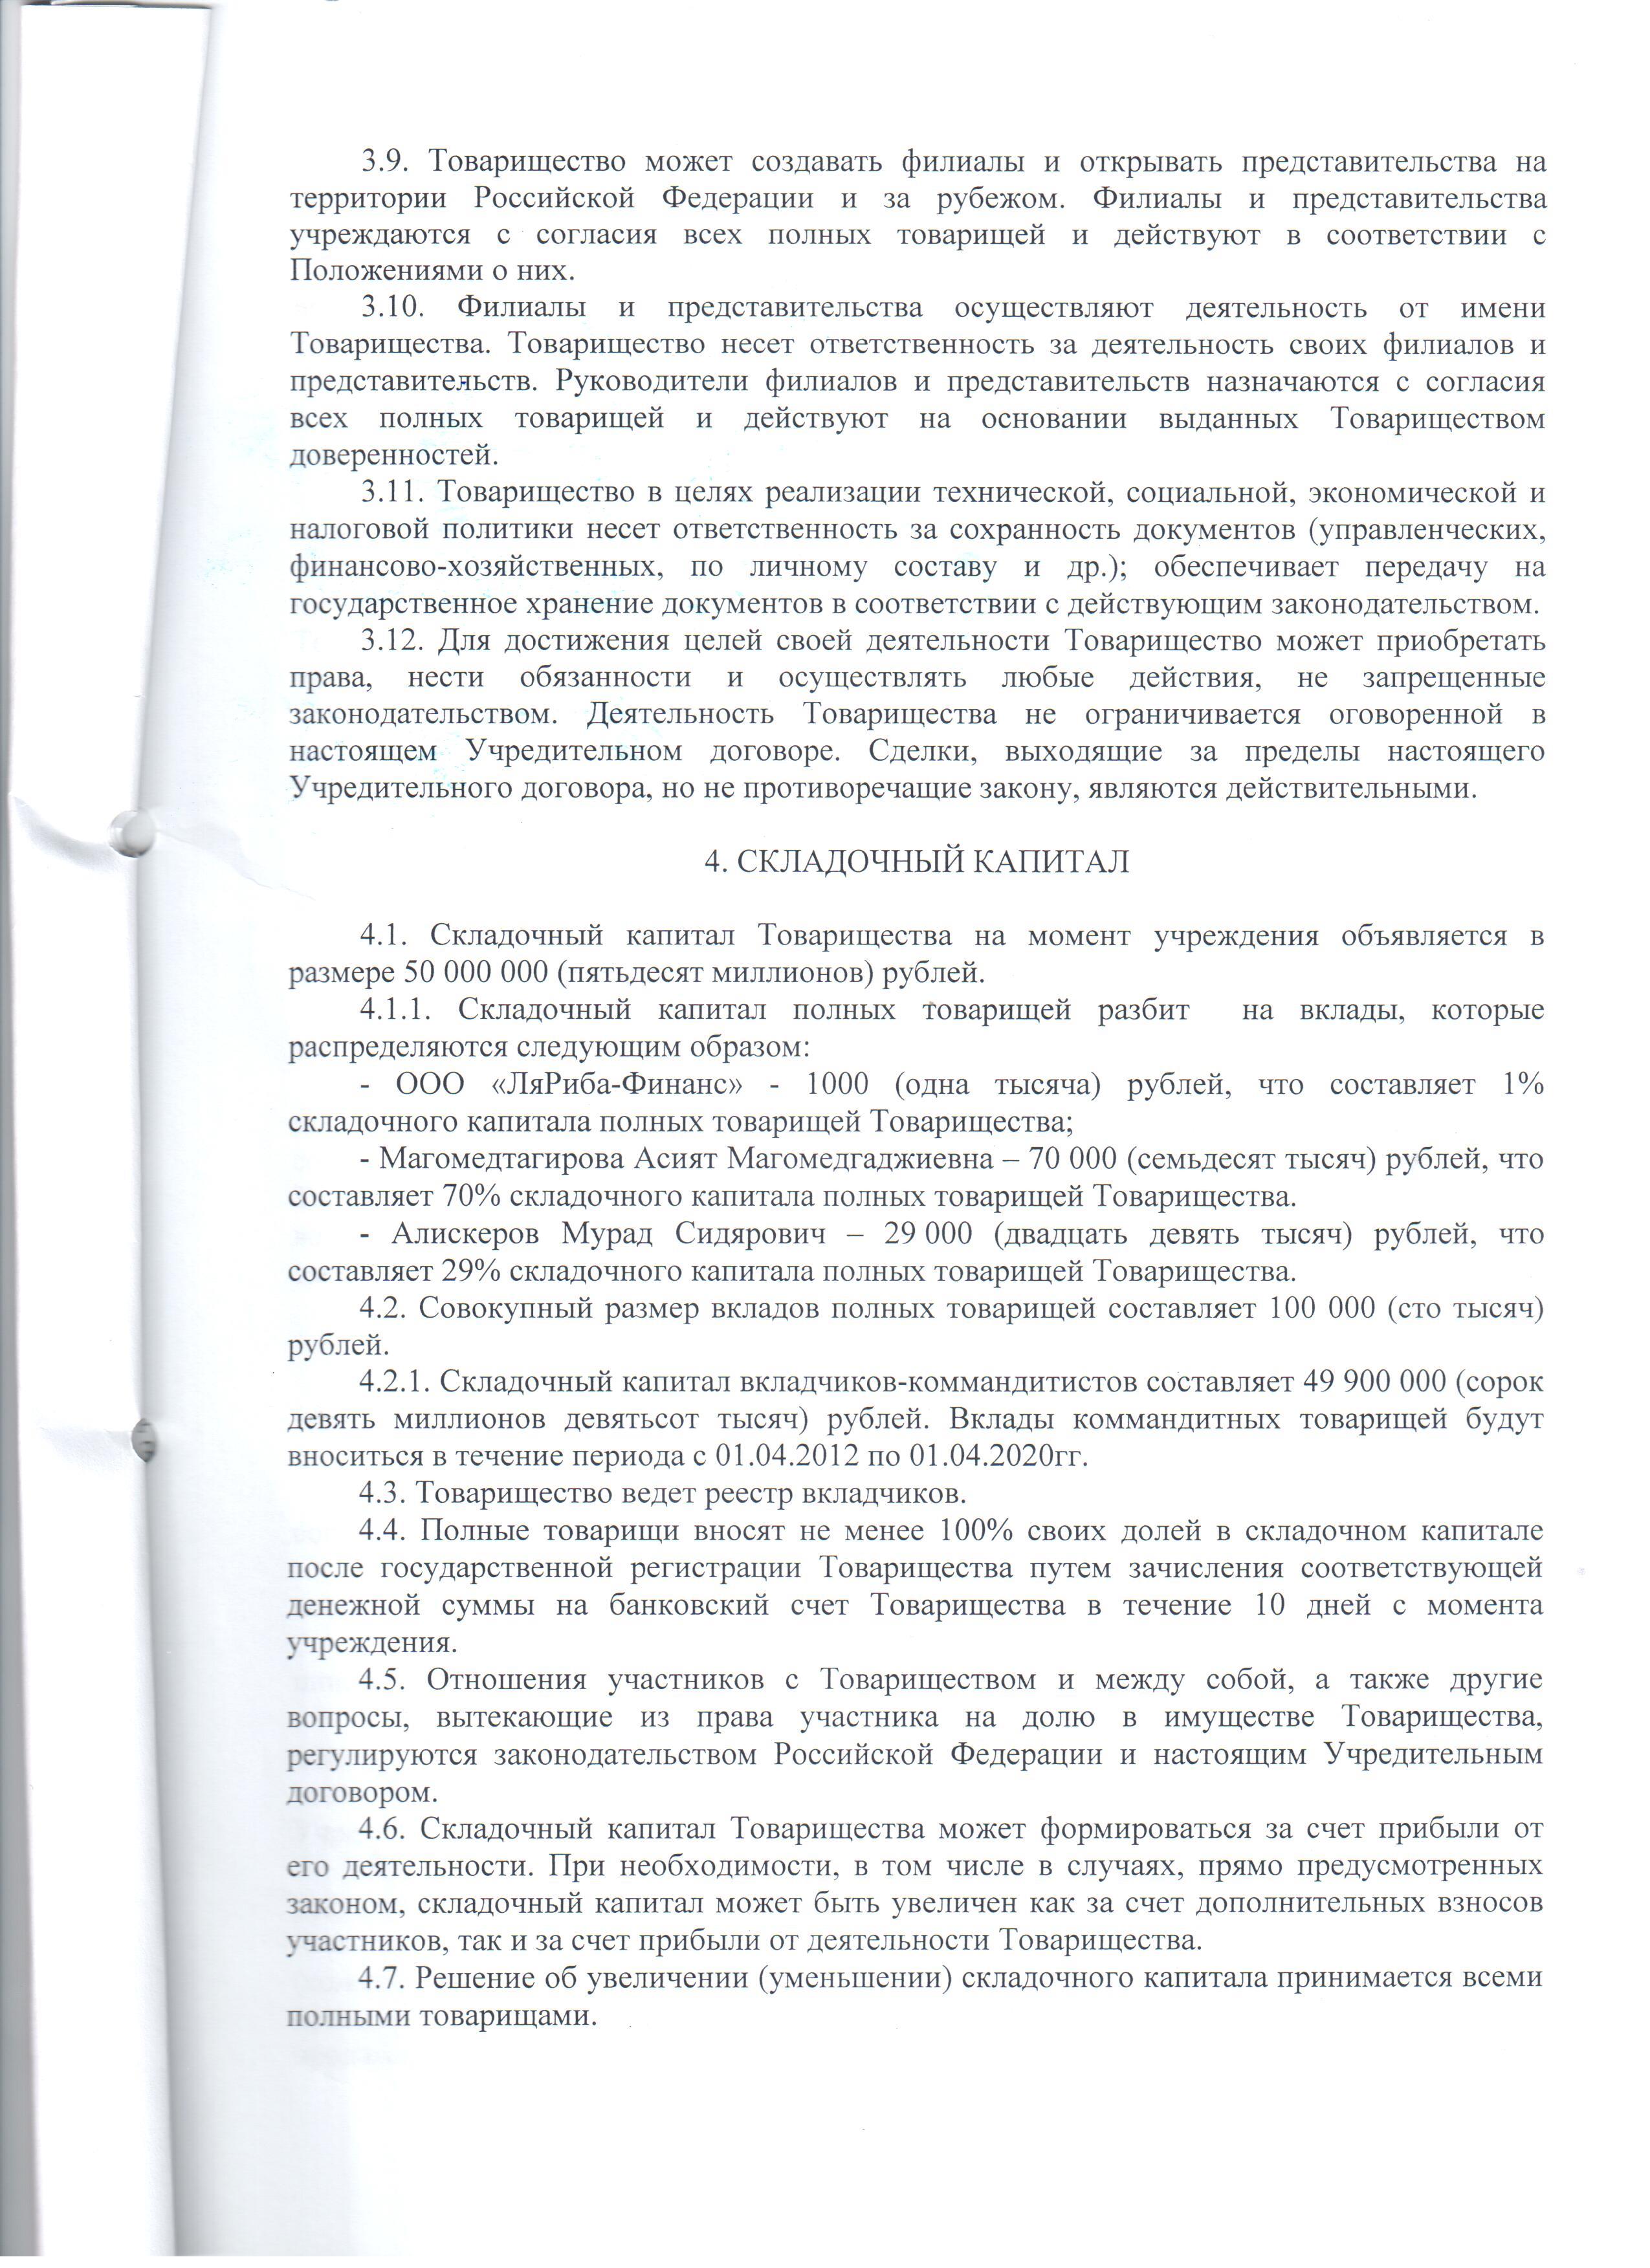 3.9. Товарищество может создавать филиалы и открывать представительства на
территории Российской Федерации и за рубежом. Филиалы и представительства
учреждаются с согласия всех полных товарищей и действуют в соответствии с
Положениями о них.
3.10. Филиалы и представительства осуществляют деятельность от имени
Товарищества. Товарищество несет ответственность за деятельность своих филиалов и
представительств. Руководители филиалов и представительств назначаются с согласия
всех полных товарищей и действуют на основании выданных Товариществом
доверенностей.
3.11. Товарищество в целях реализации технической, социальной, экономической и
налоговой политики несет ответственность за сохранность документов (управленческих,
финансово-хозяйственных, по личному составу и др.); обеспечивает передачу на
государственное хранение документов в соответствии с действующим законодательством.
3.12. Для достижения целей своей деятельности Товарищество может приобретать
права, нести обязанности и осуществлять любые действия, не запрещенные
законодательством. Деятельность Товарищества не ограничивается оговоренной в
настоящем Учредительном договоре. Сделки, выходящие за пределы настоящего
Учредительного договора, но не противоречащие закону, являются действительными.
4. СКЛАДОЧНЫЙ КАПИТАЛ
4.1. Складочный капитал Товарищества на момент учреждения объявляется в
размере 50 000 000 (пятьдесят миллионов) рублей.
4.1.1. Складочный капитал полных товарищей разбит на вклады, которые
распределяются следующим образом:
- ООО «ЛяРиба-Финанс» - 1000 (одна тысяча) рублей, что составляет 1%
складочного капитала полных товарищей Товарищества;
- Магомедтагирова Асият Магомедгаджиевна – 70 000 (семьдесят тысяч) рублей, что
составляет 70% складочного капитала полных товарищей Товарищества.
- Алискеров Мурад Сидярович – 29 000 (двадцать девять тысяч) рублей, что
составляет 29% складочного капитала полных товарищей Товарищества.
4.2. Совокупный размер вкладов полных товарищей составляет 100 000 (сто тысяч)
рублей.
4.2.1. Складочный капитал вкладчиков-коммандитистов составляет 49 900 000 (сорок
девять миллионов девятьсот тысяч) рублей. Вклады коммандитных товарищей будут
вноситься в течение периода с 01.04.2012 по 01.04.2020гг.
4.3. Товарищество ведет реестр вкладчиков.
4.4. Полные товарищи вносят не менее 100% своих долей в складочном капитале
после государственной регистрации Товарищества путем зачисления соответствующей
денежной суммы на банковский счет Товарищества в течение 10 дней с момента
учреждения.
4.5. Отношения участников с Товариществом и между собой, а также другие
вопросы, вытекающие из права участника на долю в имуществе Товарищества,
регулируются законодательством Российской Федерации и настоящим Учредительным
договором.
4.6. Складочный капитал Товарищества может формироваться за счет прибыли от
его деятельности. При необходимости, в том числе в случаях, прямо предусмотренных
законом, складочный капитал может быть увеличен как за счет дополнительных взносов
участников, так и за счет прибыли от деятельности Товарищества.
4.7. Решение об увеличении (уменьшении) складочного капитала принимается всеми
полными товарищами.